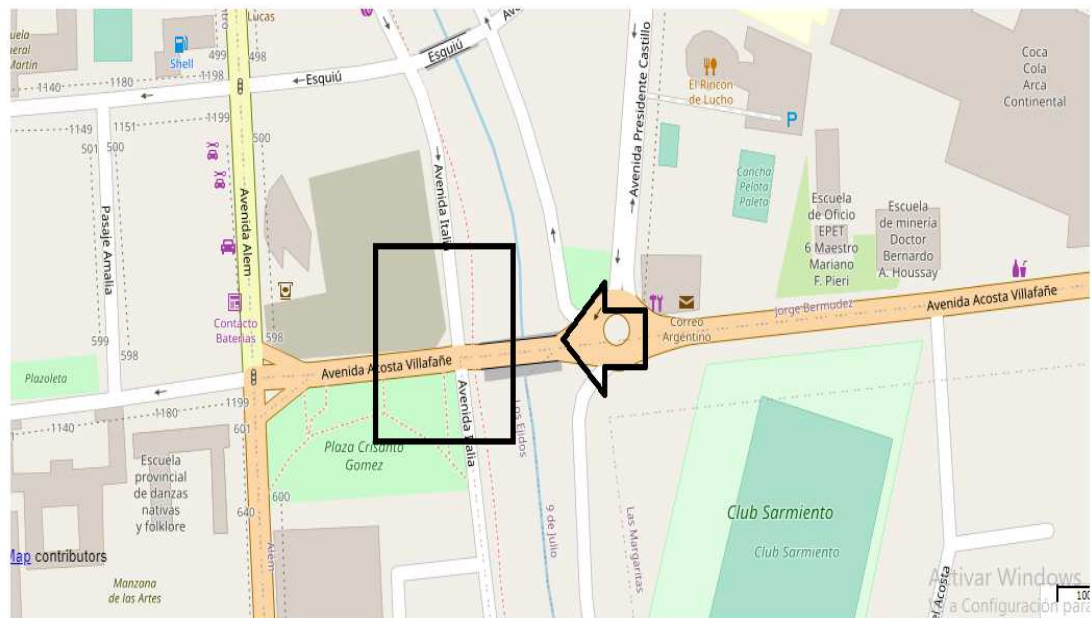 Lucas
Shell
499
498
1198
1140
1180
Esquiú
Esquiú
1149
1151
501
500
1199
500
Pasaje Amalia
Avenida Alem
Avenida Italia
Avenida Presidente Castillo
El Rincon
de Lucho
P
Coca
Cola
Arca
Continental
Cancha
Pelota
Paleta
Escuela
de Oficio
EPET
6 Maestro
Mariano
F. Pieri
Escuela
de minería
Doctor
Bernardo
A. Houssay
Contacto
Baterias
598
599
598
Correo
Argentino
Jorge Bermudez
Avenida Acosta Villafañe
Avenida Acosta Villafañe
Plazoleta
1180
1199
1140
601
Avenida Italia
Los Ejidos
Plaza Crisanto
Gomez
Escuela
provincial
de danzas
nativas
y folklore
600
640
Alem
9 de Julio
Las Margaritas
Club Sarmiento
Club Sarmiento
Map contributors
Manzana
de las Artes
Activar Windows
a Configuración para
el Acosta
100